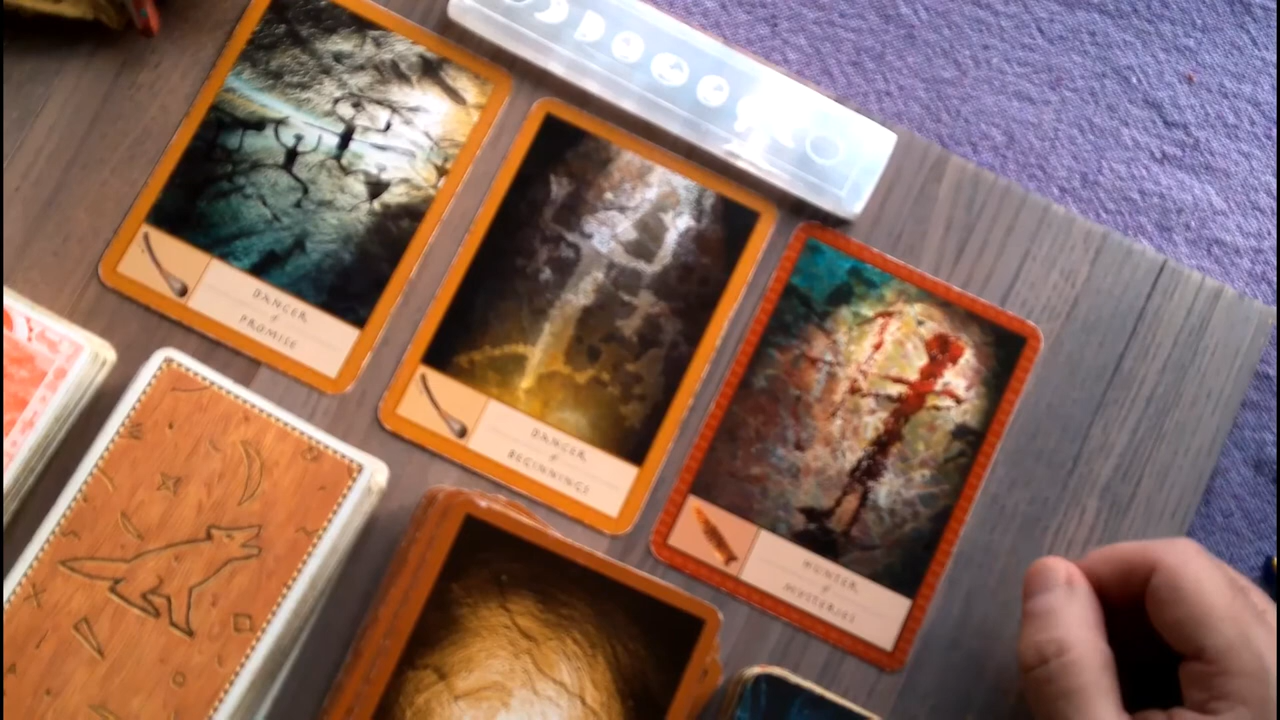 DANCER
of
PROMISE
DANCER
of
BEGINNINGS
HUNTER
of
MYSTERIES